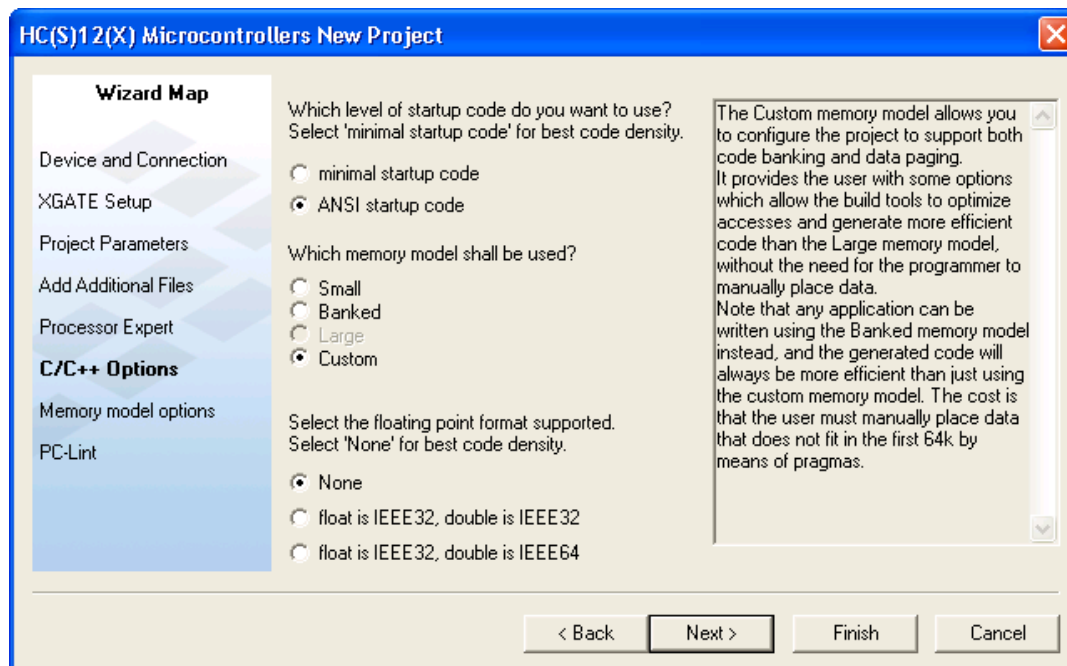 HC(S)12(X) Microcontrollers New Project
Wizard Map
Device and Connection
XGATE Setup
Project Parameters
Add Additional Files
Processor Expert
C/C++ Options
Memory model options
PC-Lint
Which level of startup code do you want to use?
Select 'minimal startup code' for best code density.
minimal startup code
ANSI startup code
Which memory model shall be used?
Small
Banked
Large
Custom
Select the floating point format supported.
Select 'None' for best code density.
None
float is IEEE32, double is IEEE32
float is IEEE32, double is IEEE64
The Custom memory model allows you
to configure the project to support both
code banking and data paging.
It provides the user with some options
which allow the build tools to optimize
accesses and generate more efficient
code than the Large memory model,
without the need for the programmer to
manually place data.
Note that any application can be
written using the Banked memory model
instead, and the generated code will
always be more efficient than just using
the custom memory model. The cost is
that the user must manually place data
that does not fit in the first 64k by
means of pragmas.
< Back
Next >
Finish
Cancel